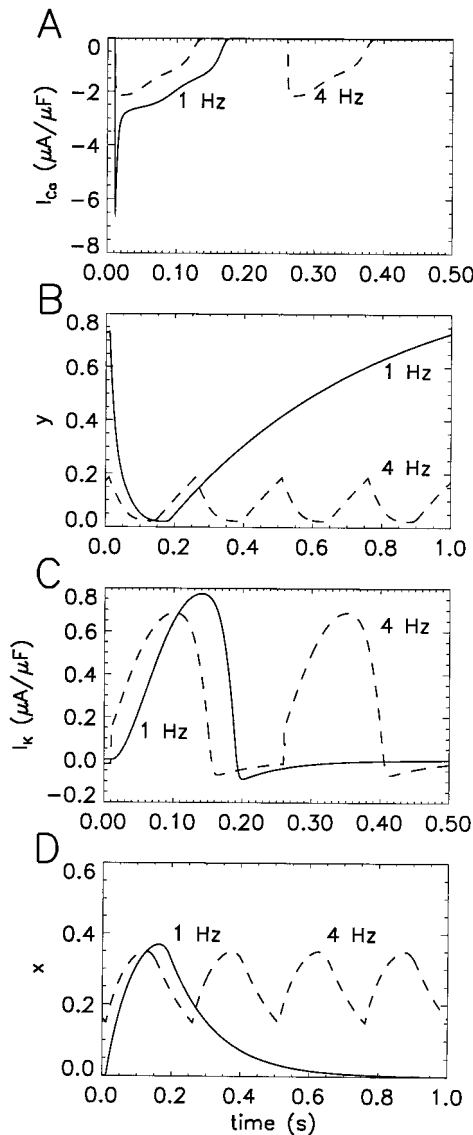 A
I_Ca (μA/μF)
0
-2
-4
-6
-8
1 Hz
4 Hz
0.00 0.10 0.20 0.30 0.40 0.50
B
y
0.8
0.6
0.4
0.2
0.0
1 Hz
4 Hz
0.0 0.2 0.4 0.6 0.8 1.0
C
I_K (μA/μF)
0.8
0.6
0.4
0.2
-0.0
-0.2
4 Hz
1 Hz
0.00 0.10 0.20 0.30 0.40 0.50
D
x
0.6
0.4
0.2
0.0
1 Hz 4 Hz
0.0 0.2 0.4 0.6 0.8 1.0
time (s)